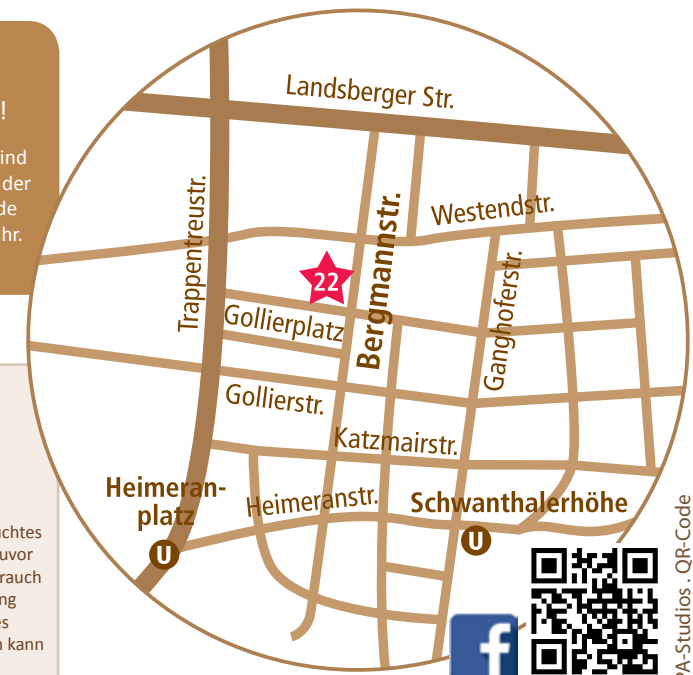 !
ind
der
de
hr.
Landsberger Str.
Trappentreustr.
Westendstr.
Bergmannstr.
22
Ganghoferstr.
Gollierplatz
Gollierstr.
Katzmairstr.
Heimeran-
platz
U
Heimeranstr.
Schwanthalerhöhe
U
uchtes
uvor
rauch
ng
es
n kann
f
PA-Studios . QR-Code